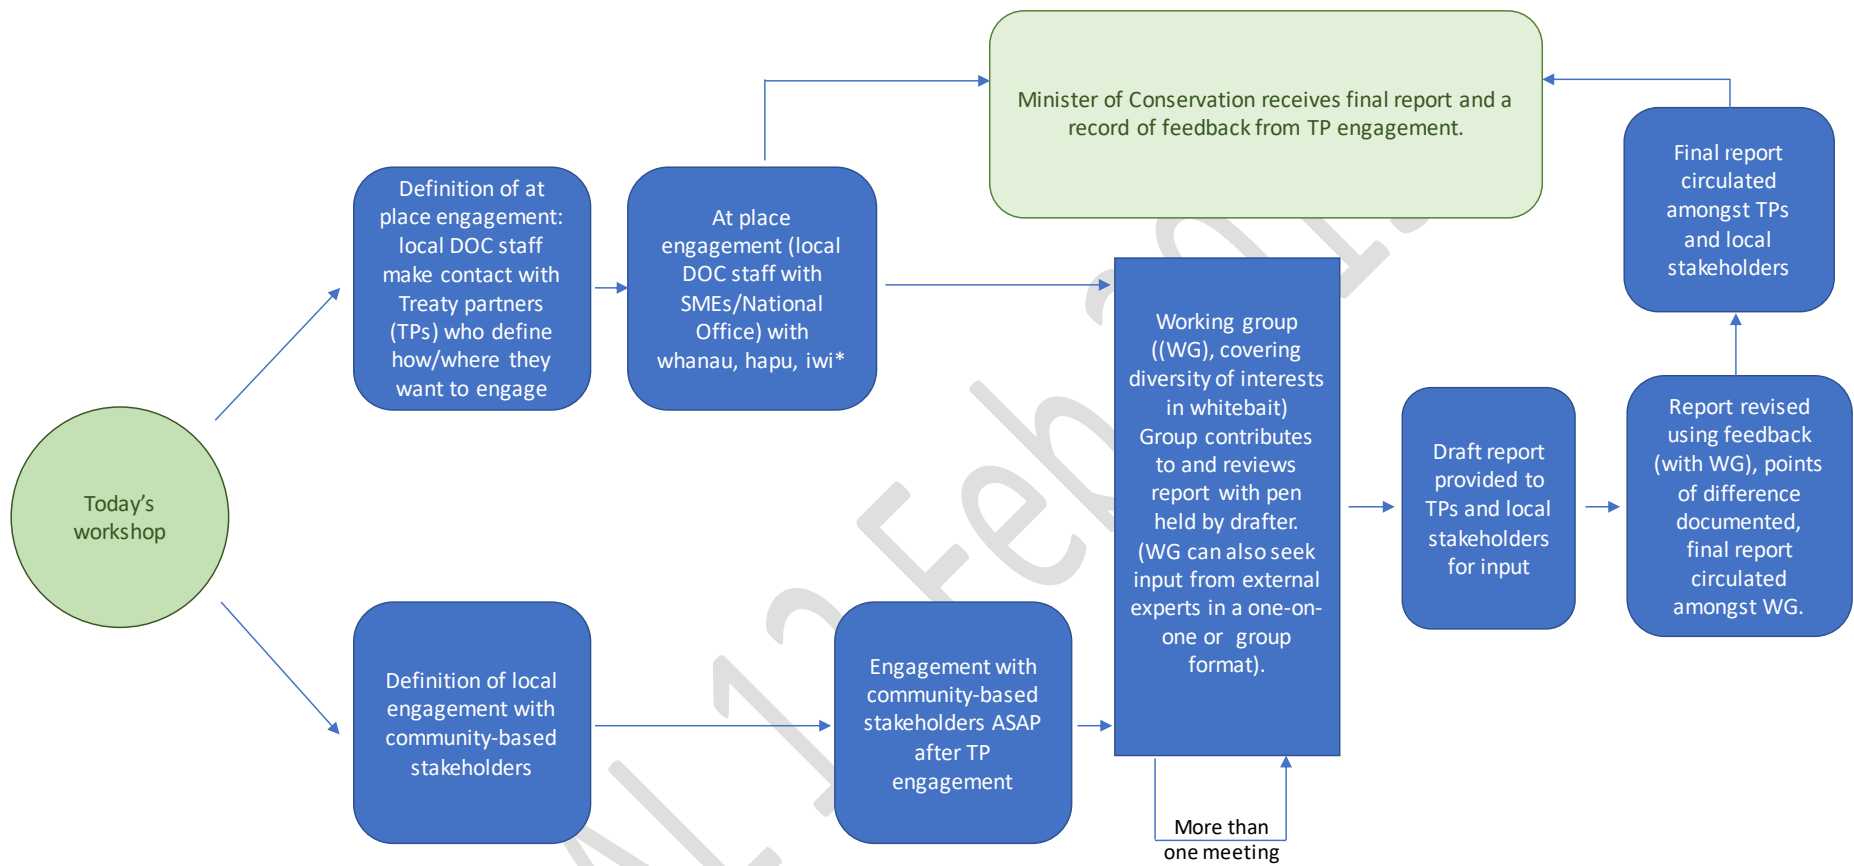 Minister of Conservation receives final report and a
record of feedback from TP engagement.
Final report
circulated
amongst TPs
and local
stakeholders
Definition of at
place engagement:
local DOC staff
make contact with
Treaty partners
(TPs) who define
how/where they
want to engage
At place
engagement (local
DOC staff with
SMEs/National
Office) with
whanau, hapu, iwi*
Working group
((WG), covering
diversity of interests
in whitebait)
Group contributes
to and reviews
report with pen
held by drafter.
(WG can also seek
input from external
experts in a one-on-
one or group
format).
Draft report
provided to
TPs and local
stakeholders
for input
Report revised
using feedback
(with WG), points
of difference
documented,
final report
circulated
amongst WG.
Today's
workshop
Definition of local
engagement with
community-based
stakeholders
Engagement with
community-based
stakeholders ASAP
after TP
engagement
More than
one meeting
12 Feb